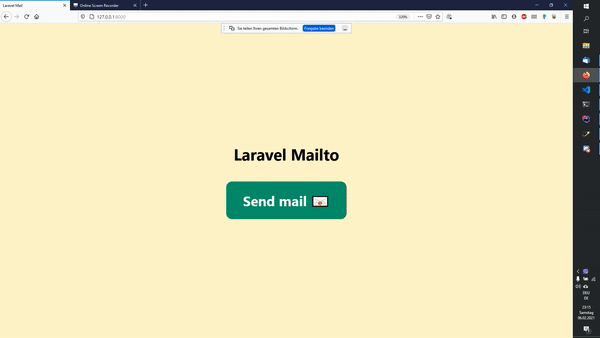 Laravel Mail
Online Screen Recorder
127.0.0.1:8000
120%
Sie teilen Ihren gesamten Bildschirm.
Freigabe beenden
Laravel Mailto
Send mail
DEU
DE
23:15
Samstag
06.02.2021